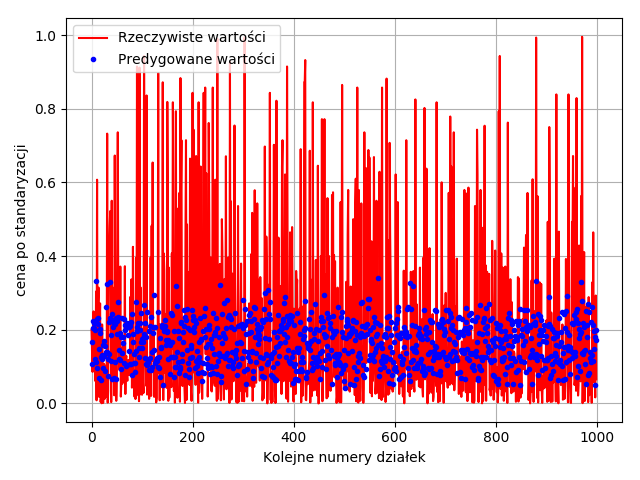 Rzeczywiste wartości
Predygowane wartości
cena po standaryzacji
1.0
0.8
0.6
0.4
0.2
0.0
0 200 400 600 800 1000
Kolejne numery działek